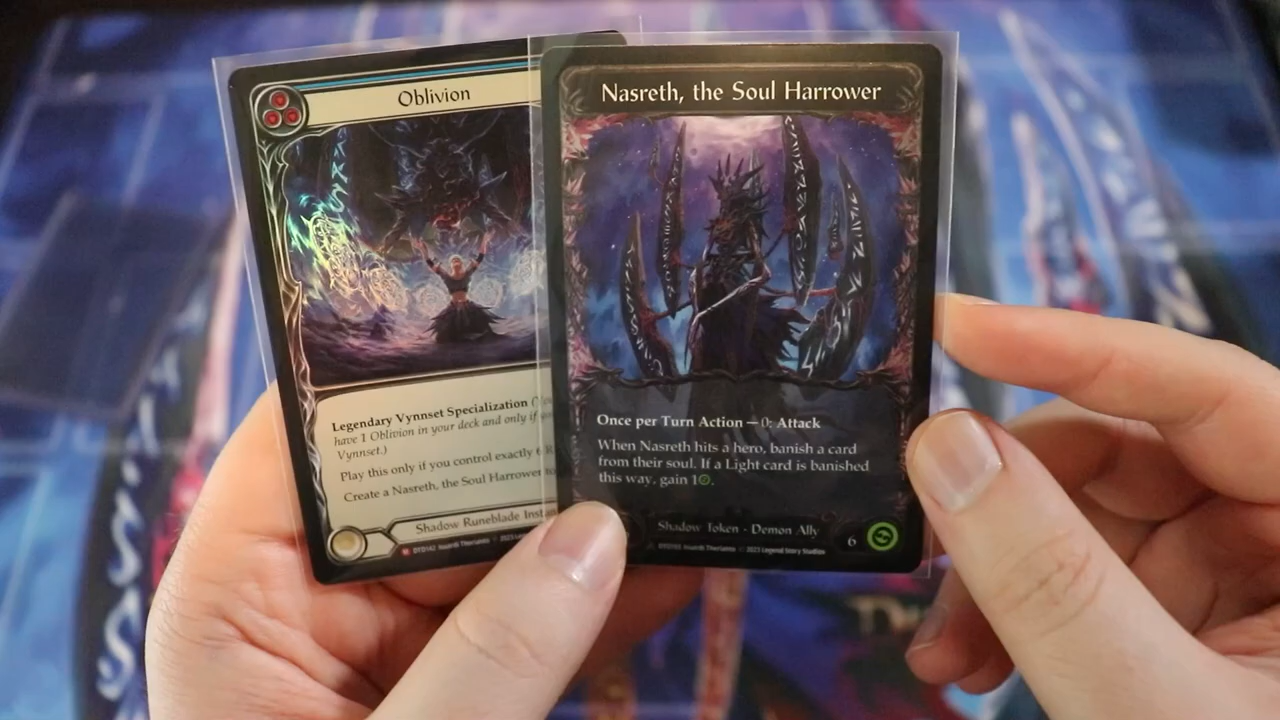 Oblivion
Legendary Vynnset Specialization
have 1 Oblivion in your deck and only if
Vynnset.)
Play this only if you control exactly 6 R
Create a Nasreth, the Soul Harrower
Shadow Runeblade Insta
Nasreth, the Soul Harrower
Once per Turn Action — 0: Attack
When Nasreth hits a hero, banish a card
from their soul. If a Light card is banished
this way, gain 1
Shadow Token - Demon Ally
6
2023 Legend Story Studios